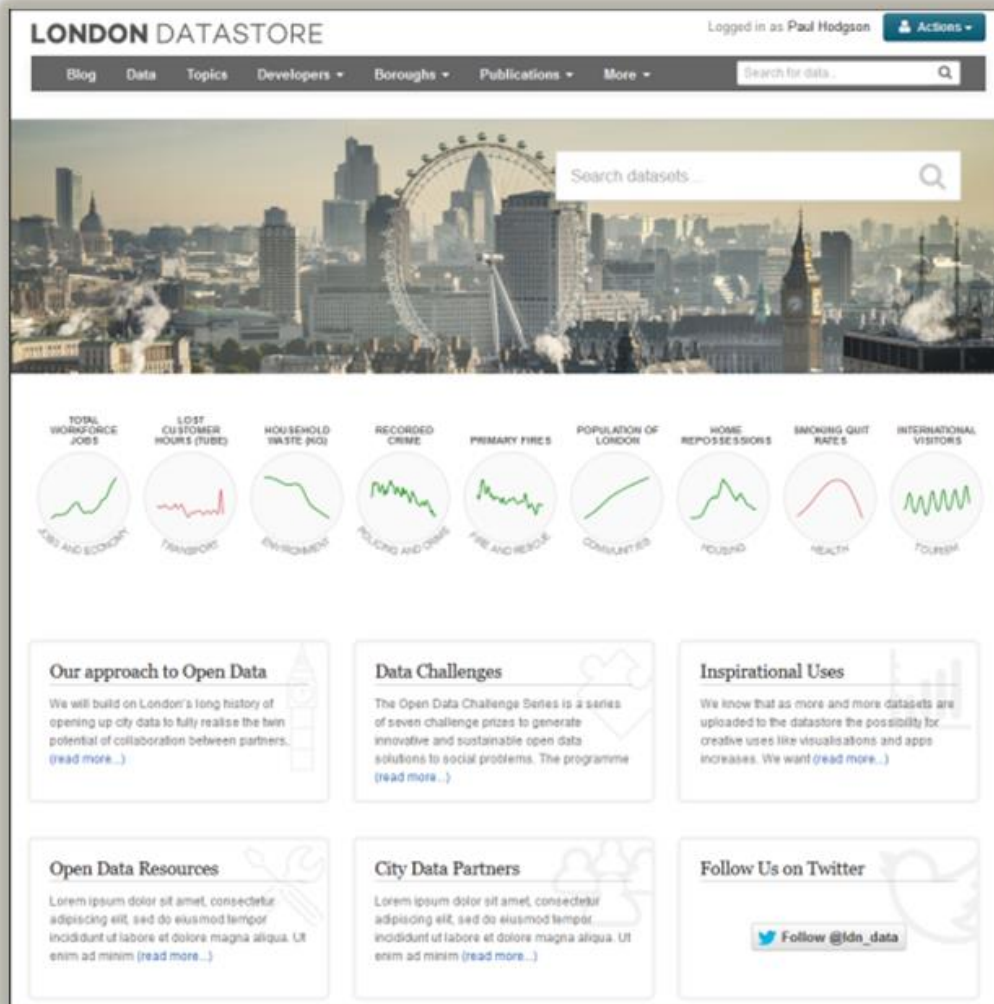 LONDON DATASTORE
Logged in as Paul Hodgson
Actions
Blog Data Topics Developers Boroughs Publications More
Search for data..
Search datasets ...
TOTAL
WORKFORCE
JOBS
JOBS AND ECONOMY
LOST
CUSTOMER
HOURS (TUBE)
TRANSPORT
HOUSEHOLD
WASTE (KG)
ENVIRONMENT
RECORDED
CRIME
POLICING AND CRIME
PRIMARY FIRES
FIRE AND RESCUE
POPULATION OF
LONDON
COMMUNITIES
HOME
REPOSSESSIONS
HOUSING
SMOKING QUIT
RATES
HEALTH
INTERNATIONAL
VISITORS
TOURISM
Our approach to Open Data
We will build on London's long history of
opening up city data to fully realise the twin
potential of collaboration between partners,
(read more...)
Data Challenges
The Open Data Challenge Series is a series
of seven challenge prizes to generate
innovative and sustainable open data
solutions to social problems. The programme
(read more...)
Inspirational Uses
We know that as more and more datasets are
uploaded to the datastore the possibility for
creative uses like visualisations and apps
increases. We want (read more...)
Open Data Resources
Lorem ipsum dolor sit amet, consectetur
adipiscing elit, sed do eiusmod tempor
incididunt ut labore et dolore magna aliqua. Ut
enim ad minim (read more...)
City Data Partners
Lorem ipsum dolor sit amet, consectetur
adipiscing elit, sed do eiusmod tempor
incididunt ut labore et dolore magna aliqua. Ut
enim ad minim (read more...)
Follow Us on Twitter
Follow @ldn_data